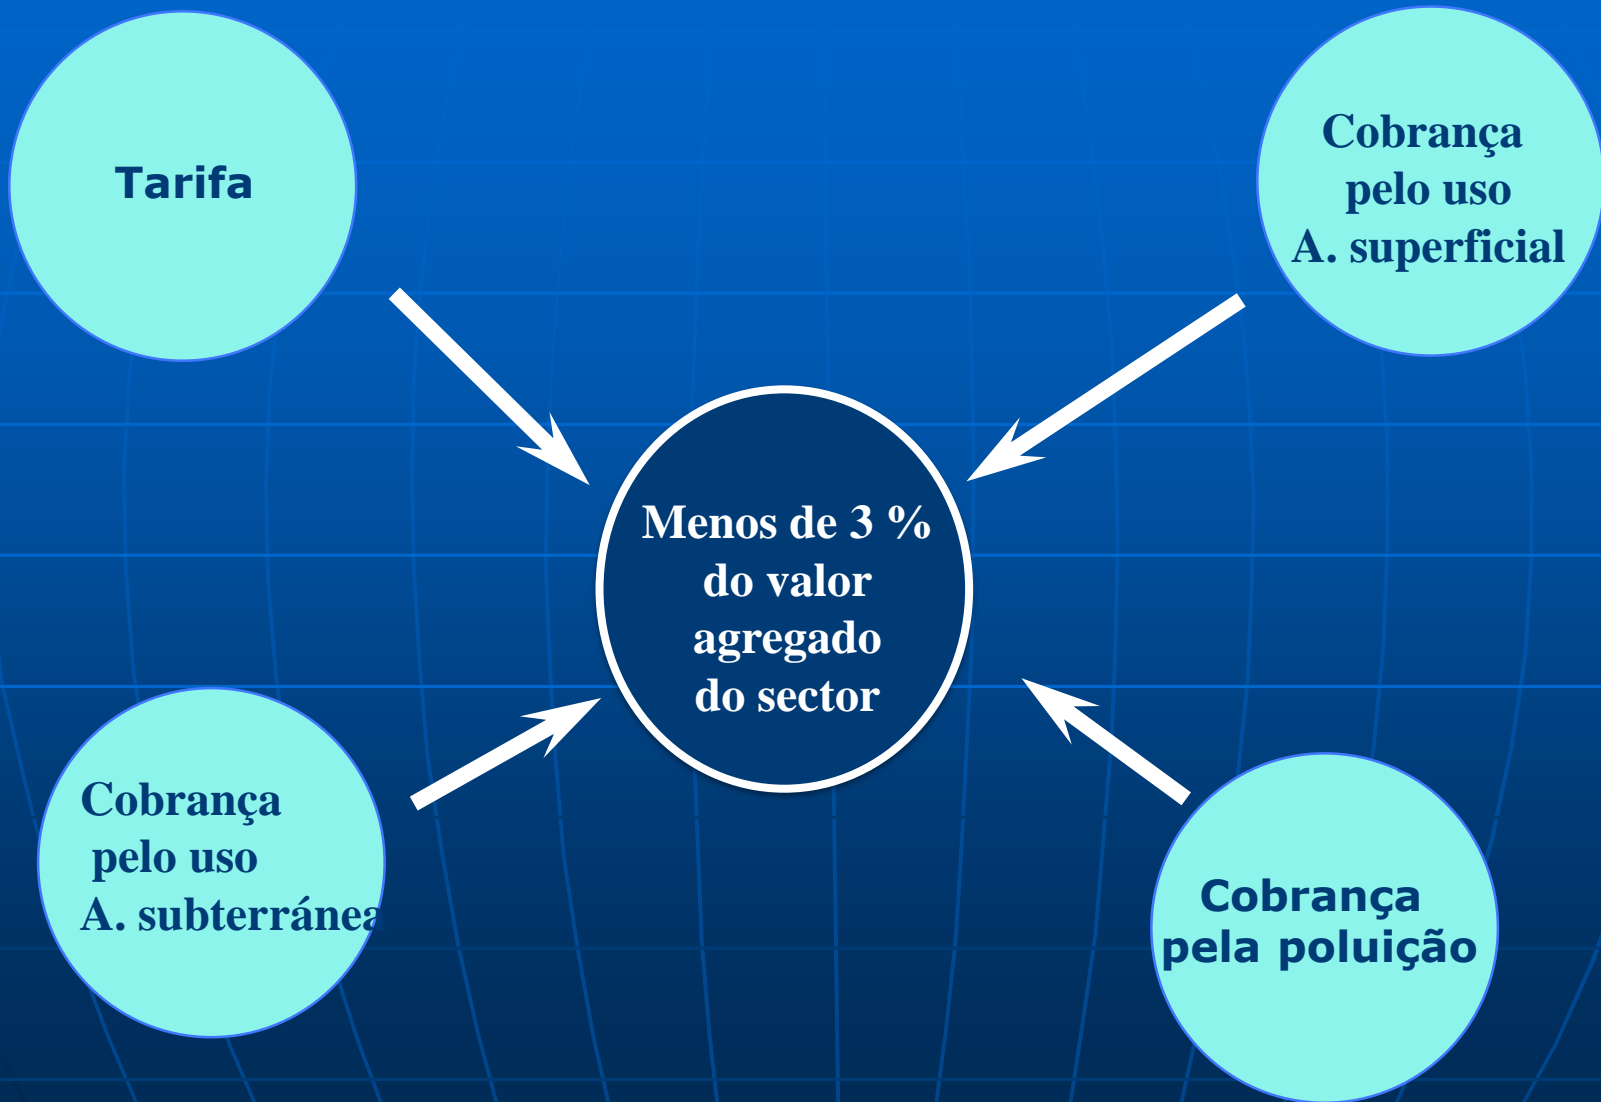 Tarifa
Cobrança
pelo uso
A. superficial
Menos de 3 %
do valor
agregado
do sector
Cobrança
pelo uso
A. subterránea
Cobrança
pela poluição